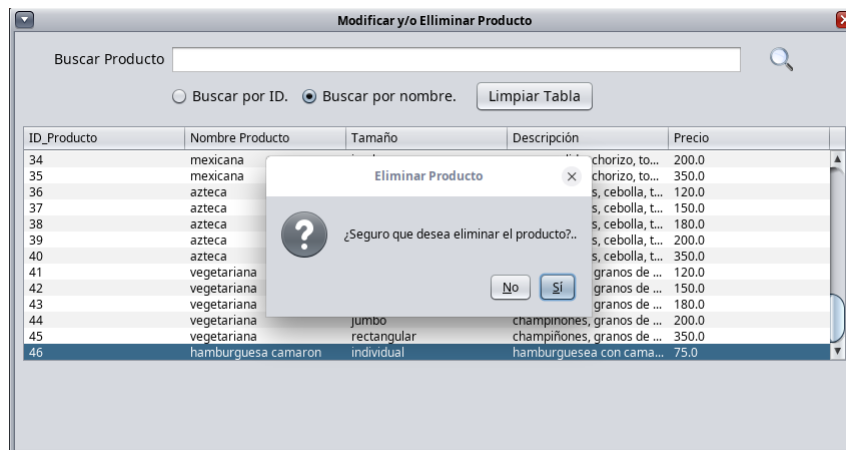 Modificar y/o Elliminar Producto
Buscar Producto
Buscar por ID. Buscar por nombre. Limpiar Tabla
ID_Producto Nombre Producto Tamaño Descripción Precio
34 mexicana chorizo, to... 200.0
35 mexicana chorizo, to... 350.0
36 azteca s, cebolla, t... 120.0
37 azteca s, cebolla, t... 150.0
38 azteca s, cebolla, t... 180.0
39 azteca s, cebolla, t... 200.0
40 azteca s, cebolla, t... 350.0
41 vegetariana granos de ... 120.0
42 vegetariana granos de ... 150.0
43 vegetariana granos de ... 180.0
44 vegetariana jumbo champiñones, granos de ... 200.0
45 vegetariana rectangular champiñones, granos de ... 350.0
46 hamburguesa camaron individual hamburguesea con cama... 75.0
Eliminar Producto
¿Seguro que desea eliminar el producto?..
No Sí